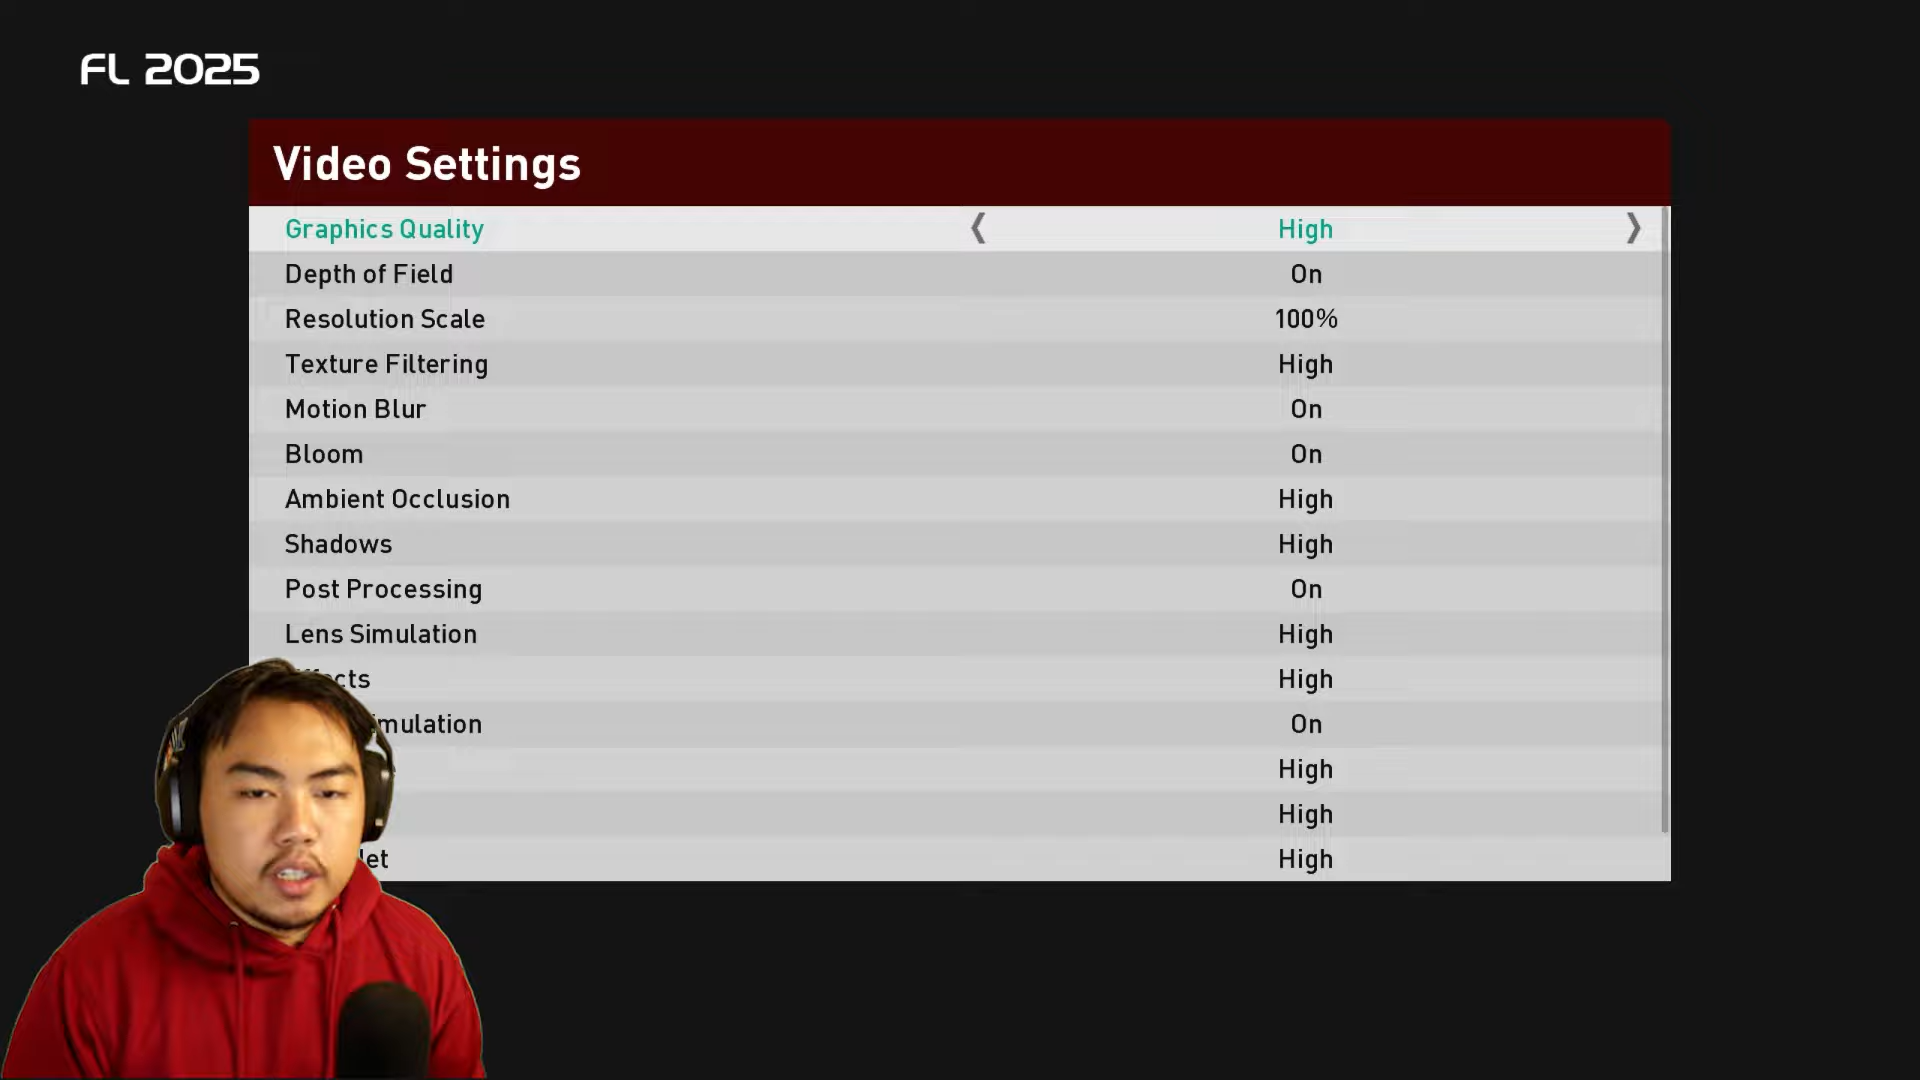 FL 2025
Video Settings
Graphics Quality High
Depth of Field On
Resolution Scale 100%
Texture Filtering High
Motion Blur On
Bloom On
Ambient Occlusion High
Shadows High
Post Processing On
Lens Simulation High
High
On
High
High
High